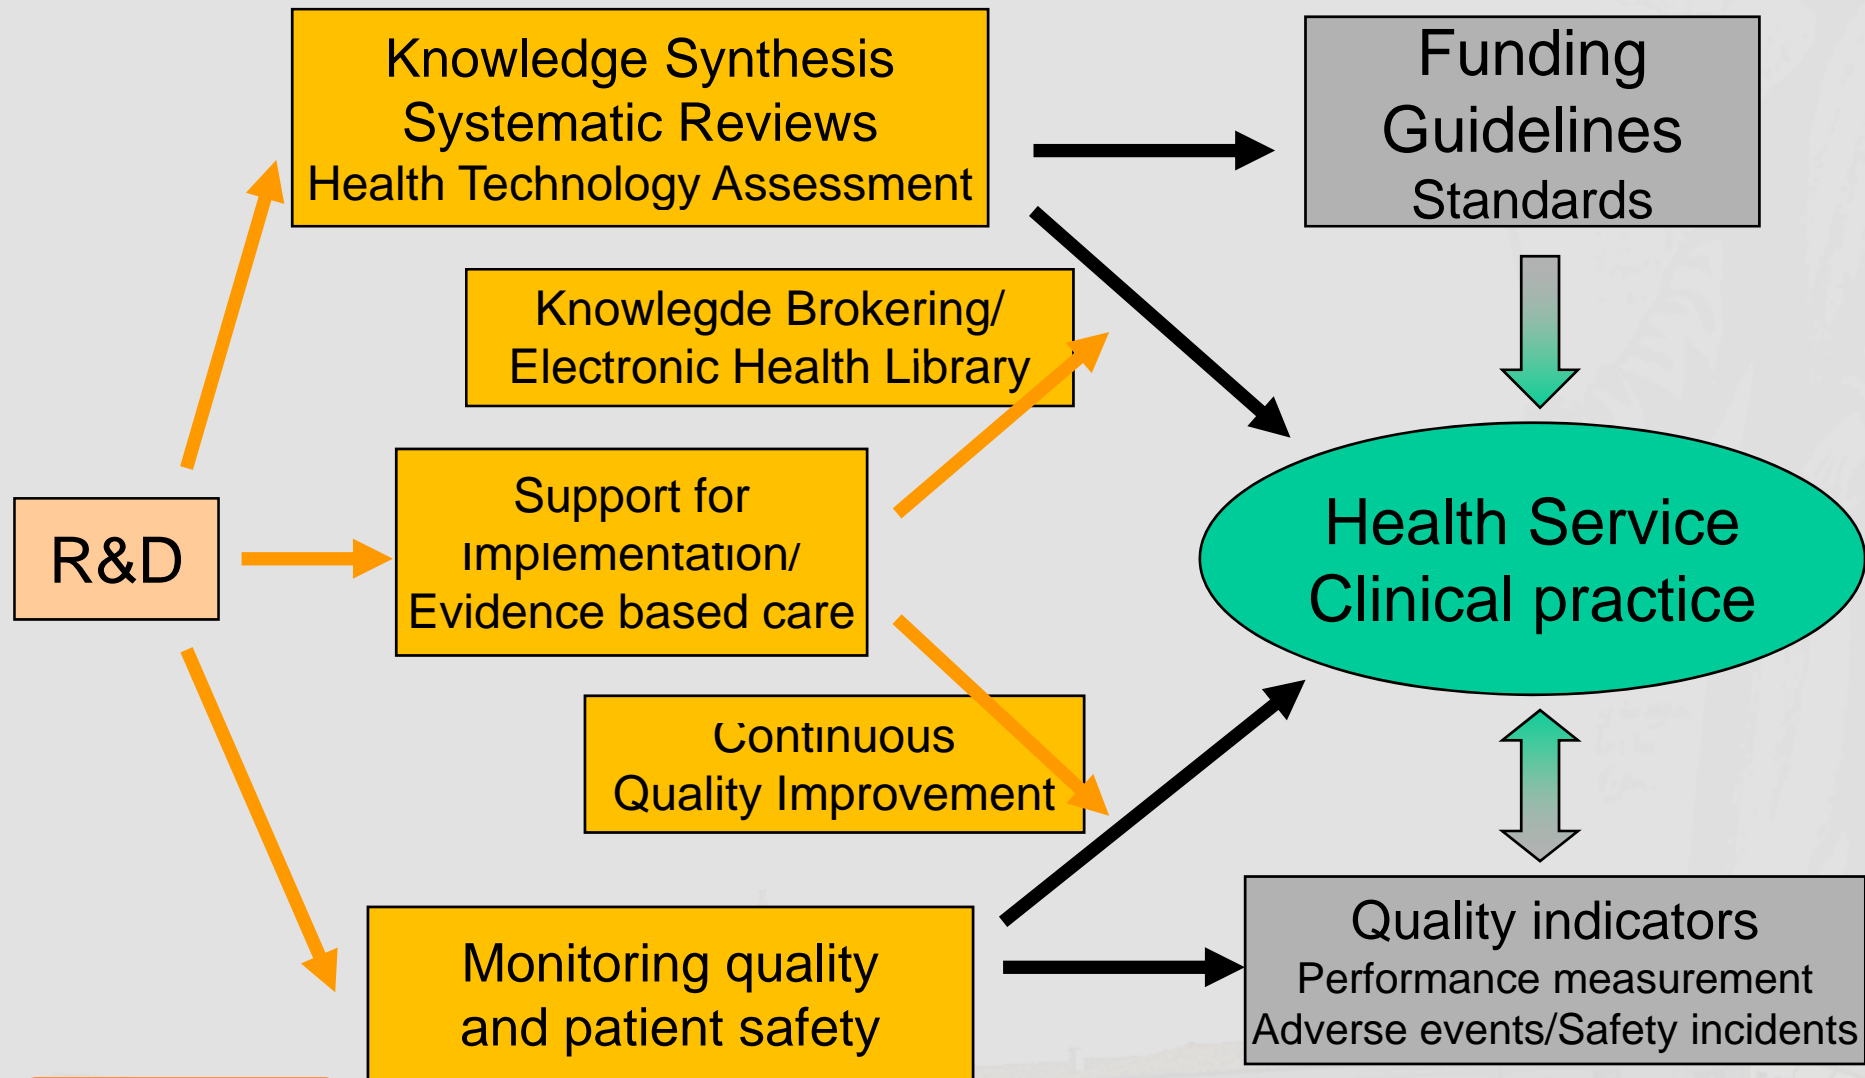 Knowledge Synthesis
Systematic Reviews
Health Technology Assessment
Funding
Guidelines
Standards
Knowlegde Brokering/
Electronic Health Library
Support for
Implementation/
Evidence based care
R&D
Health Service
Clinical practice
Continuous
Quality Improvement
Monitoring quality
and patient safety
Quality indicators
Performance measurement
Adverse events/Safety incidents